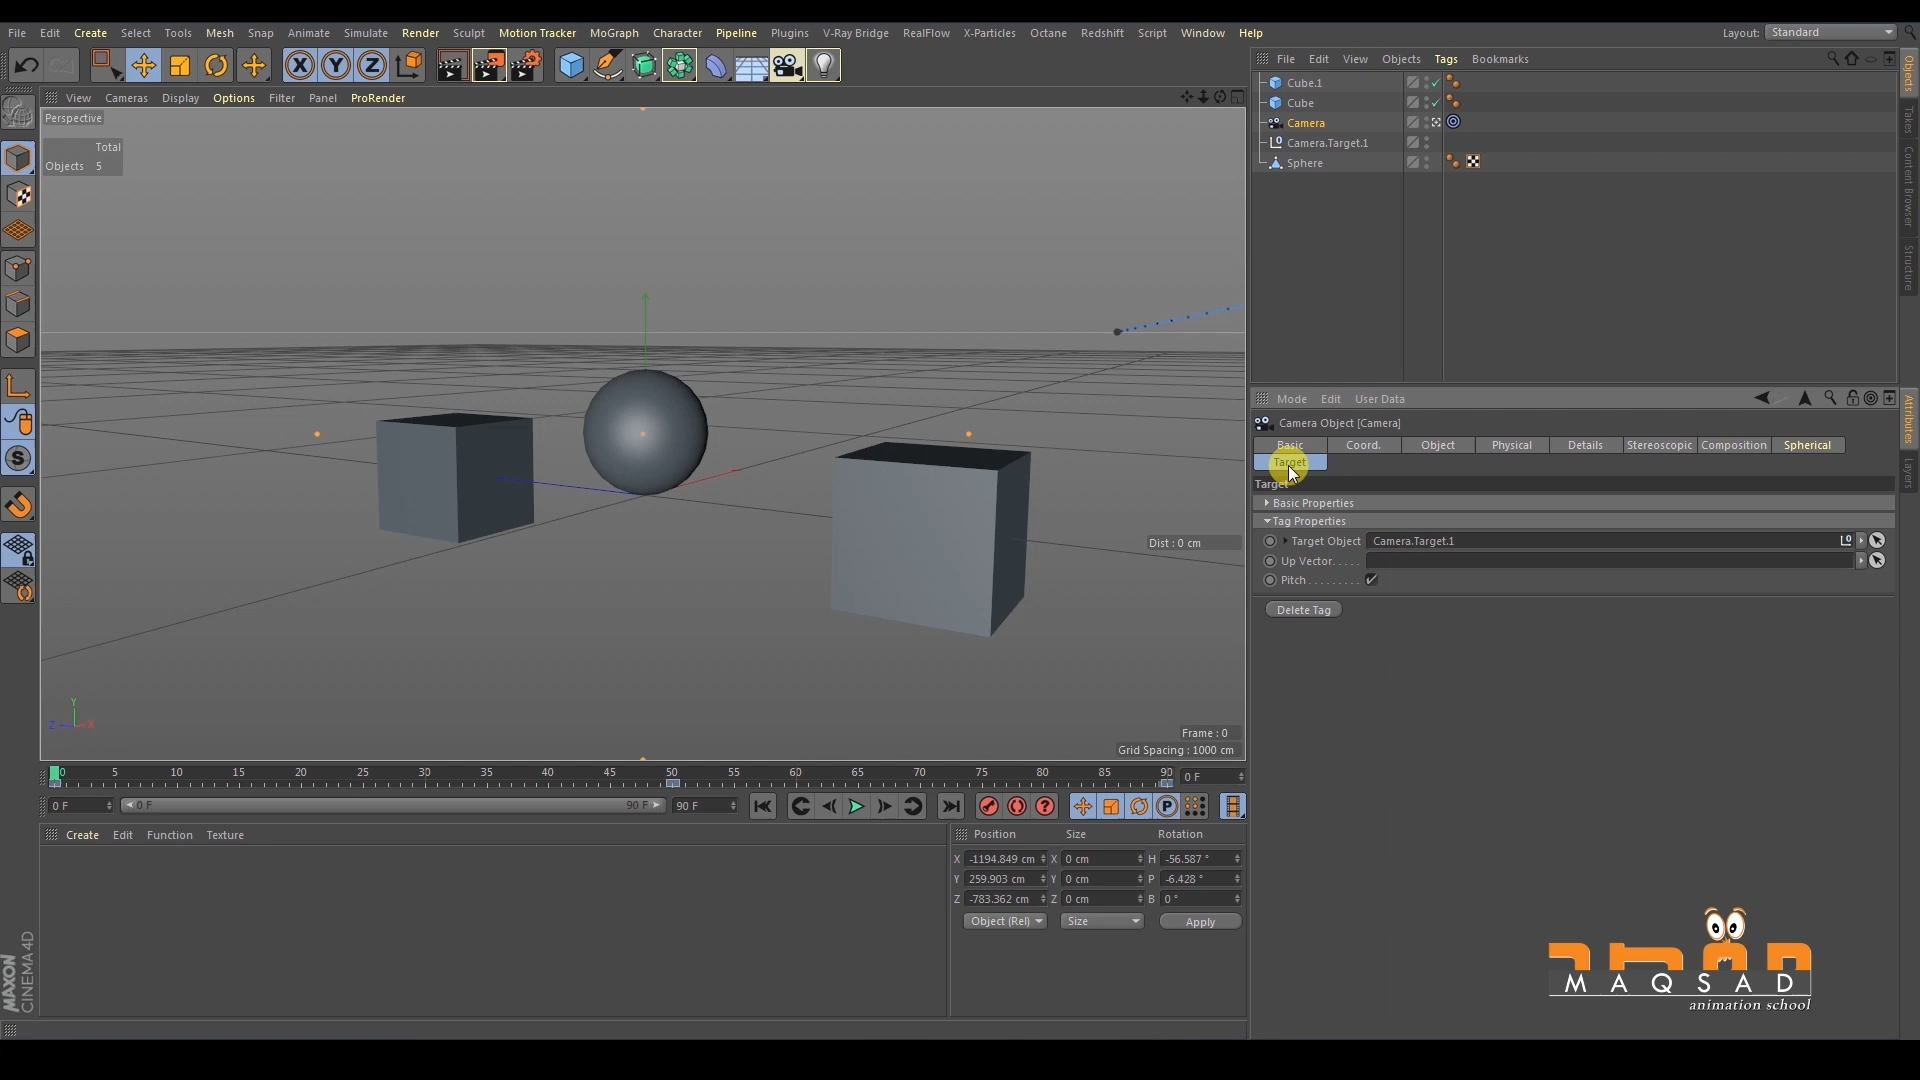 File Edit Create Select Tools Mesh Snap Animate Simulate Render Sculpt Motion Tracker MoGraph Character Pipeline Plugins V-Ray Bridge RealFlow X-Particles Octane Redshift Script Window Help Layout: Standard
File Edit View Objects Tags Bookmarks
View Cameras Display Options Filter Panel ProRender
Perspective
Total
Objects 5
Cube.1
Cube
Camera
Camera.Target.1
Sphere
Objects
Takes
Content Browser
Structure
Mode Edit User Data
Camera Object [Camera]
Basic Coord. Object Physical Details Stereoscopic Composition Spherical
Target
Target
Basic Properties
Tag Properties
Target Object Camera.Target.1
Up Vector. . . . .
Pitch . . . . . . . . .
Delete Tag
Attributes
Layers
Dist : 0 cm
Y
Z X
Frame : 0
Grid Spacing : 1000 cm
0 5 10 15 20 25 30 35 40 45 50 55 60 65 70 75 80 85 90 0 F
0 F 0 F 90 F 90 F
Create Edit Function Texture
Position Size Rotation
X -1194.849 cm X 0 cm H -56.587 °
Y 259.903 cm Y 0 cm P -6.428 °
Z -783.362 cm Z 0 cm B 0 °
Object (Rel) Size Apply
MAXON
CINEMA 4D
MAQSAD
animation school